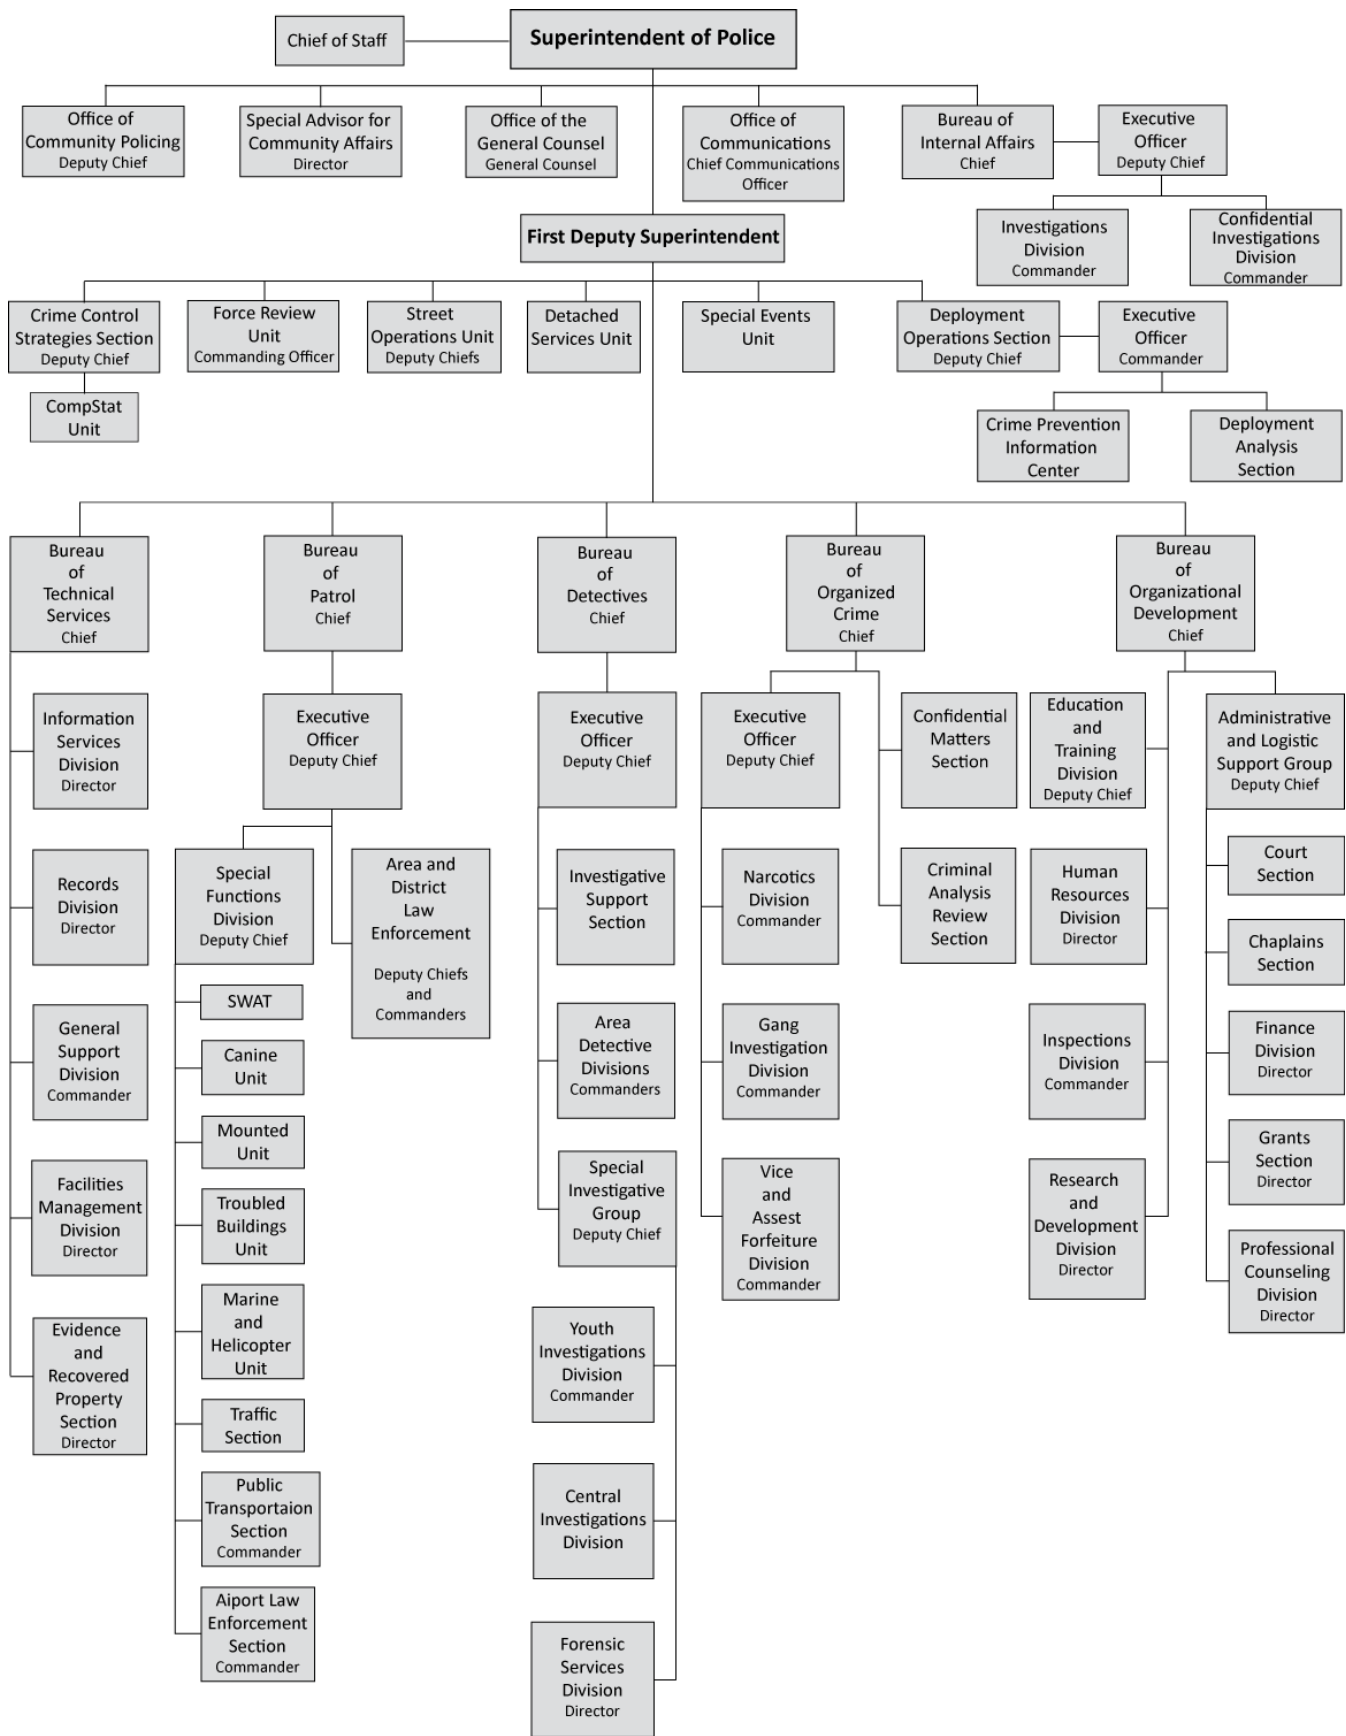 Chief of Staff
Superintendent of Police
Office of
Community Policing
Deputy Chief
Special Advisor for
Community Affairs
Director
Office of the
General Counsel
General Counsel
Office of
Communications
Chief Communications
Officer
Bureau of
Internal Affairs
Chief
Executive
Officer
Deputy Chief
Investigations
Division
Commander
Confidential
Investigations
Division
Commander
First Deputy Superintendent
Crime Control
Strategies Section
Deputy Chief
Force Review
Unit
Commanding Officer
Street
Operations Unit
Deputy Chiefs
Detached
Services Unit
Special Events
Unit
Deployment
Operations Section
Deputy Chief
Executive
Officer
Commander
CompStat
Unit
Crime Prevention
Information
Center
Deployment
Analysis
Section
Bureau
of
Technical
Services
Chief
Bureau
of
Patrol
Chief
Bureau
of
Detectives
Chief
Bureau
of
Organized
Crime
Chief
Bureau
of
Organizational
Development
Chief
Information
Services
Division
Director
Records
Division
Director
General
Support
Division
Commander
Facilities
Management
Division
Director
Evidence
and
Recovered
Property
Section
Director
Executive
Officer
Deputy Chief
Special
Functions
Division
Deputy Chief
Area and
District
Law
Enforcement
Deputy Chiefs
and
Commanders
SWAT
Canine
Unit
Mounted
Unit
Troubled
Buildings
Unit
Marine
and
Helicopter
Unit
Traffic
Section
Public
Transportaion
Section
Commander
Aiport Law
Enforcement
Section
Commander
Executive
Officer
Deputy Chief
Investigative
Support
Section
Area
Detective
Divisions
Commanders
Special
Investigative
Group
Deputy Chief
Youth
Investigations
Division
Commander
Central
Investigations
Division
Forensic
Services
Division
Director
Executive
Officer
Deputy Chief
Confidential
Matters
Section
Narcotics
Division
Commander
Criminal
Analysis
Review
Section
Gang
Investigation
Division
Commander
Vice
and
Assest
Forfeiture
Division
Commander
Education
and
Training
Division
Deputy Chief
Administrative
and Logistic
Support Group
Deputy Chief
Human
Resources
Division
Director
Inspections
Division
Commander
Research
and
Development
Division
Director
Court
Section
Chaplains
Section
Finance
Division
Director
Grants
Section
Director
Professional
Counseling
Division
Director